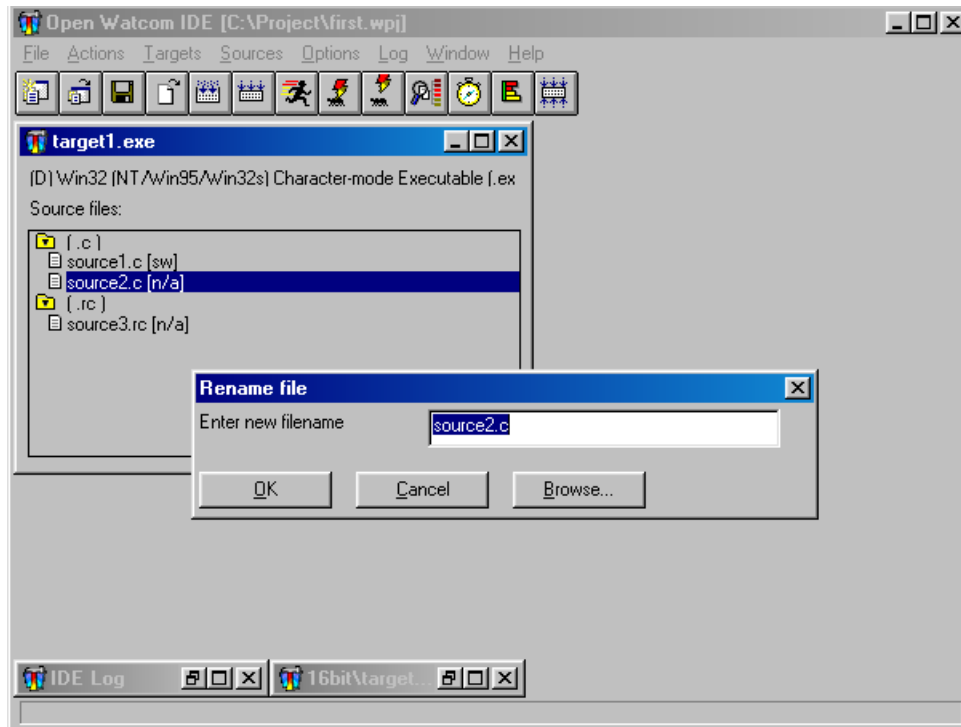 Open Watcom IDE [C:\Project\first.wpj]
File Actions Targets Sources Options Log Window Help
target1.exe
(D) Win32 (NT/Win95/Win32s) Character-mode Executable (.ex
Source files:
( .c )
source1.c [sw]
source2.c [n/a]
( .rc )
source3.rc [n/a]
Rename file
Enter new filename
source2.c
OK Cancel Browse...
IDE Log
16bit\target...